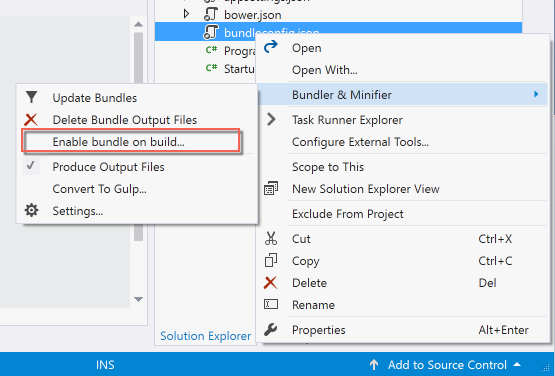 appsettings.json
bower.json
bundleconfig.json
C# Progra
C# Startu
Open
Open With...
Bundler & Minifier
Task Runner Explorer
Configure External Tools...
Scope to This
New Solution Explorer View
Exclude From Project
Cut Ctrl+X
Copy Ctrl+C
Delete Del
Rename
Properties Alt+Enter
Update Bundles
Delete Bundle Output Files
Enable bundle on build...
Produce Output Files
Convert To Gulp...
Settings...
Solution Explorer
INS
Add to Source Control